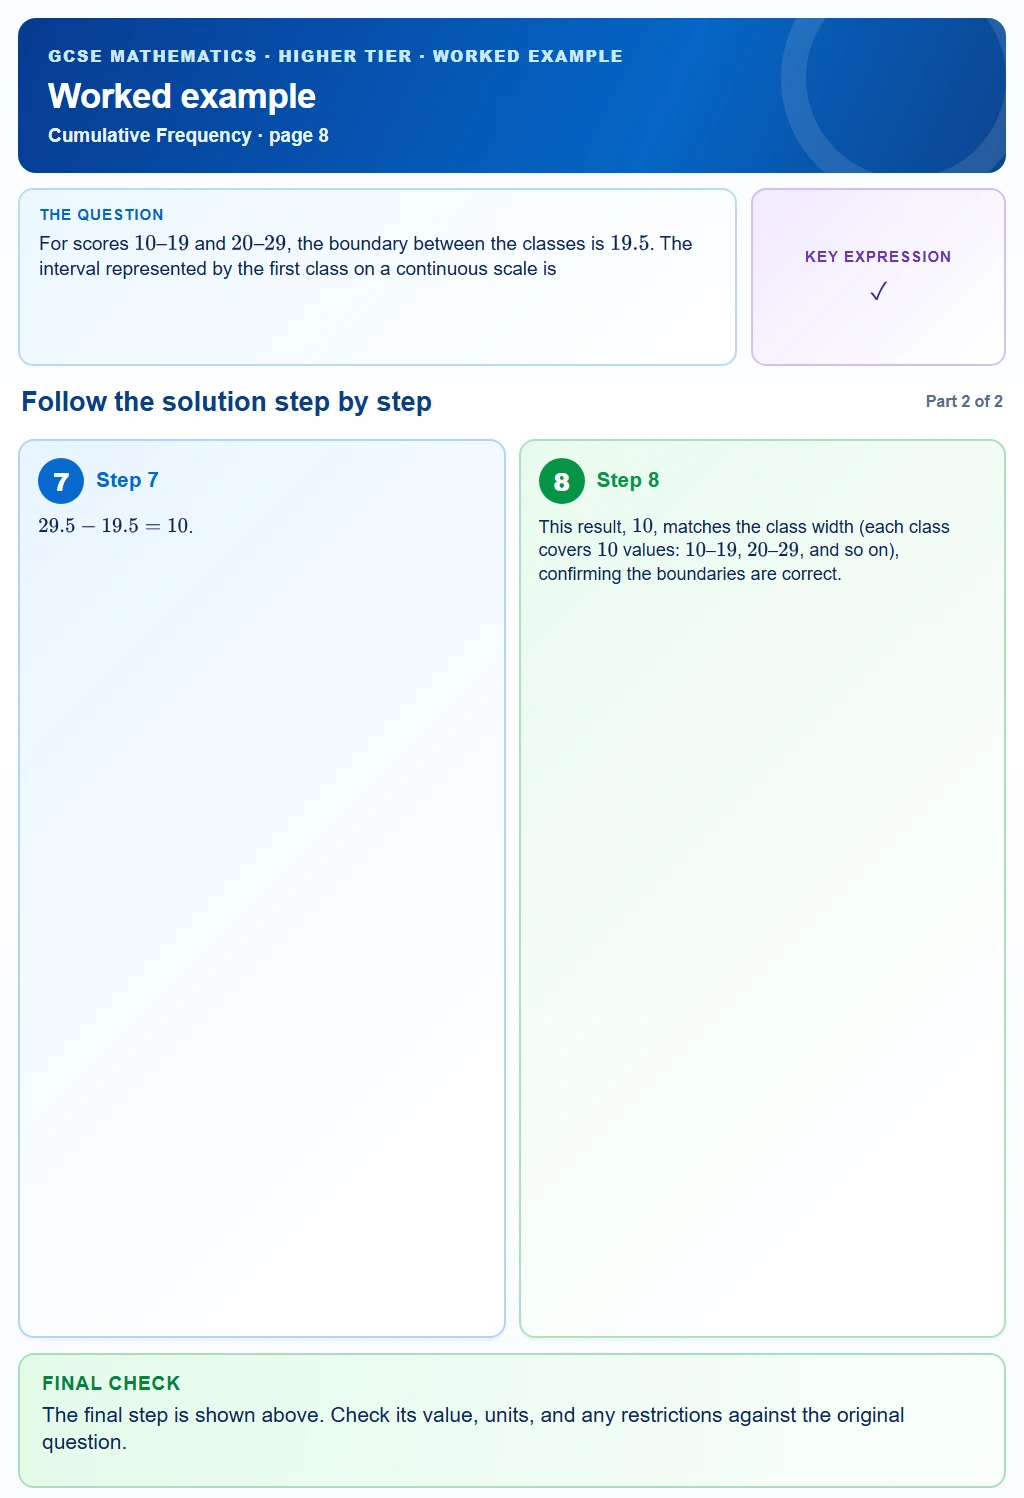 GCSE MATHEMATICS · HIGHER TIER · WORKED EXAMPLE
Worked example
Cumulative Frequency · page 8
THE QUESTION
For scores 10–19 and 20–29, the boundary between the classes is 19.5. The
interval represented by the first class on a continuous scale is
KEY EXPRESSION
✓
Follow the solution step by step
Part 2 of 2
7 Step 7
29.5 − 19.5 = 10.
8 Step 8
This result, 10, matches the class width (each class
covers 10 values: 10–19, 20–29, and so on),
confirming the boundaries are correct.
FINAL CHECK
The final step is shown above. Check its value, units, and any restrictions against the original
question.